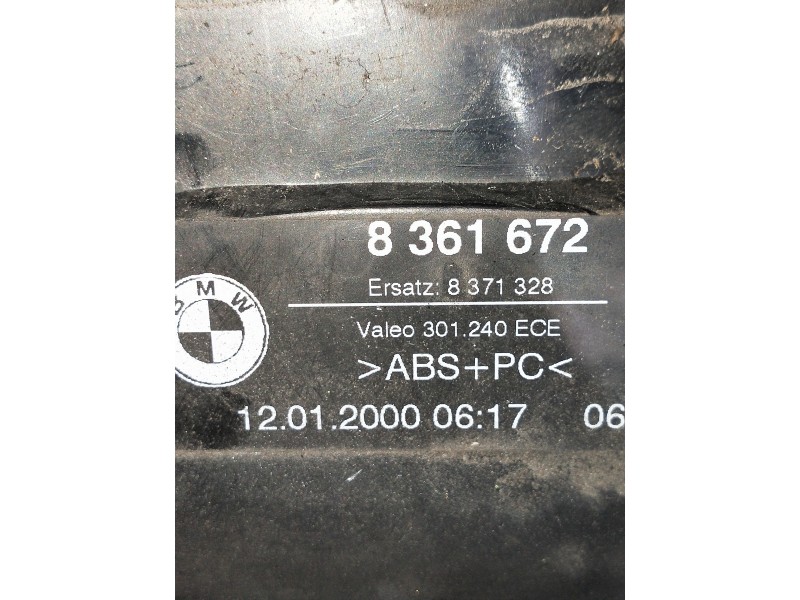 8 361 672
Ersatz: 8 371 328
BMW
Valeo 301.240 ECE
>ABS+PC<
12.01.2000 06:17 06